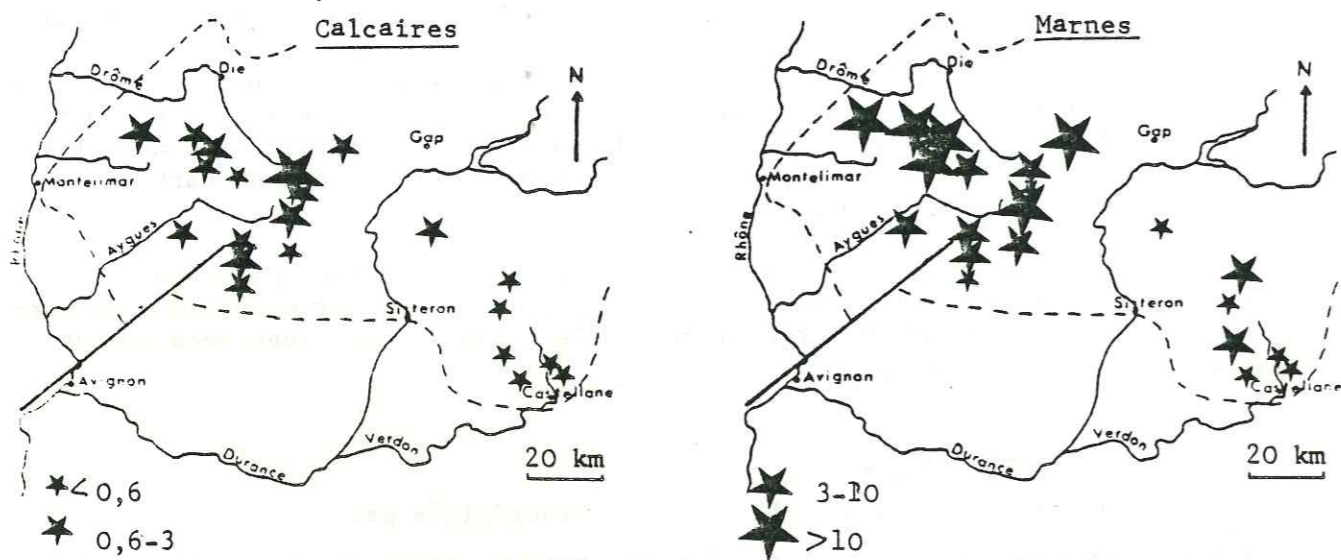 Calcaires
Drôme
Die
N
Gap
Montelimar
Rhône
Aygues
Sisteron
Avignon
Castellane
Verdon
Durance
20 km
<0,6
0,6-3
Marnes
Drôme
Die
N
Gap
Montelimar
Rhône
Aygues
Sisteron
Avignon
Castellane
Verdon
Durance
20 km
3-10
>10